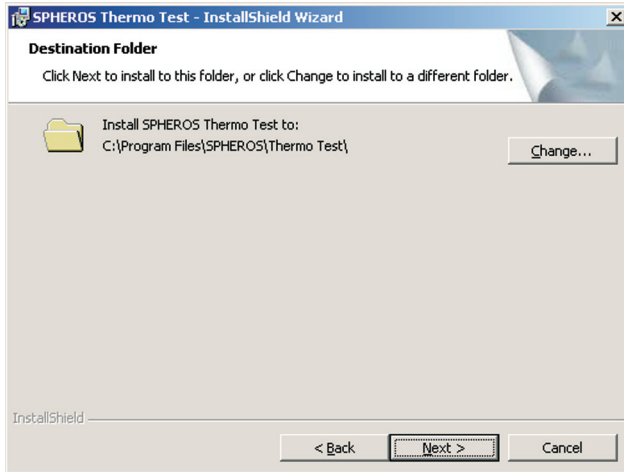 SPHEROS Thermo Test - InstallShield Wizard
Destination Folder
Click Next to install to this folder, or click Change to install to a different folder.
Install SPHEROS Thermo Test to:
C:\Program Files\SPHEROS\Thermo Test\
Change...
InstallShield
< Back
Next >
Cancel